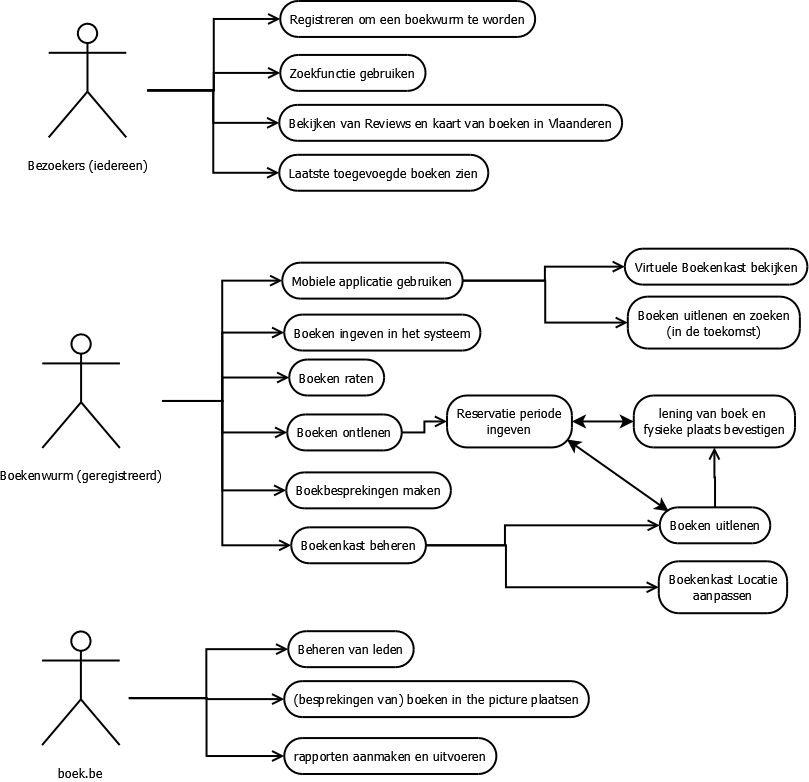 Registreren om een boekwurm te worden
Zoekfunctie gebruiken
Bekijken van Reviews en kaart van boeken in Vlaanderen
Bezoekers (iedereen)
Laatste toegevoegde boeken zien
Mobiele applicatie gebruiken
Virtuele Boekenkast bekijken
Boeken uitlenen en zoeken
(in de toekomst)
Boeken ingeven in het systeem
Boeken raten
Boeken ontlenen
Reservatie periode
ingeven
lening van boek en
fysieke plaats bevestigen
Boekenwurm (geregistreerd)
Boekbesprekingen maken
Boekenkast beheren
Boeken uitlenen
Boekenkast Locatie
aanpassen
Beheren van leden
(besprekingen van) boeken in the picture plaatsen
rapporten aanmaken en uitvoeren
boek.be